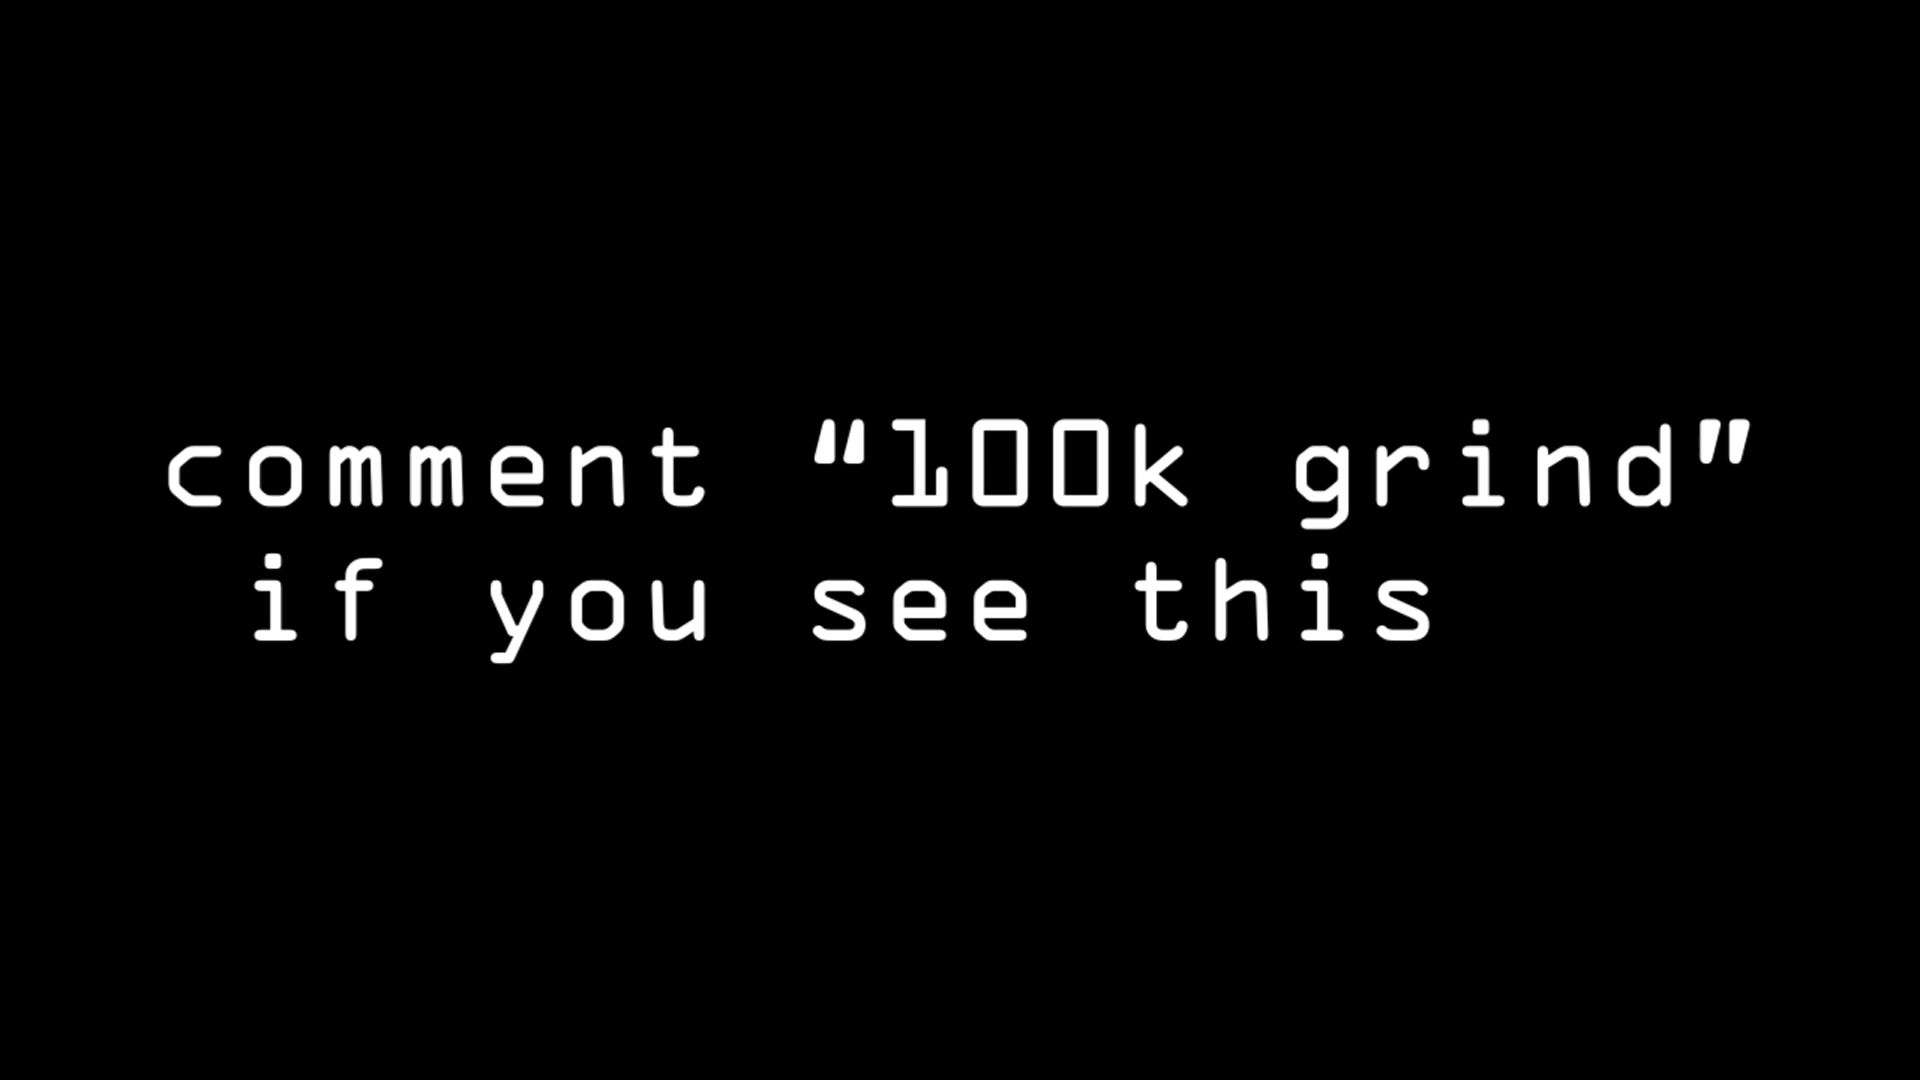 comment “100k grind”
if you see this